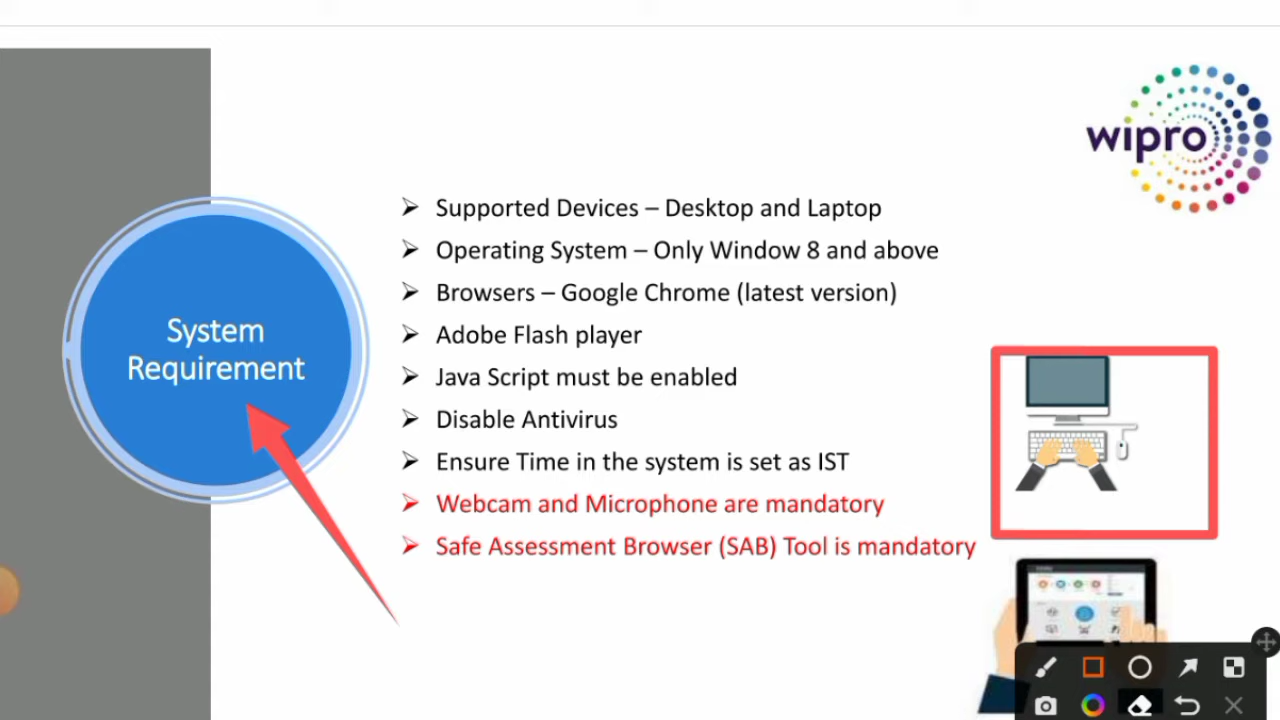 wipro
System
Requirement
Supported Devices – Desktop and Laptop
Operating System – Only Window 8 and above
Browsers – Google Chrome (latest version)
Adobe Flash player
Java Script must be enabled
Disable Antivirus
Ensure Time in the system is set as IST
Webcam and Microphone are mandatory
Safe Assessment Browser (SAB) Tool is mandatory